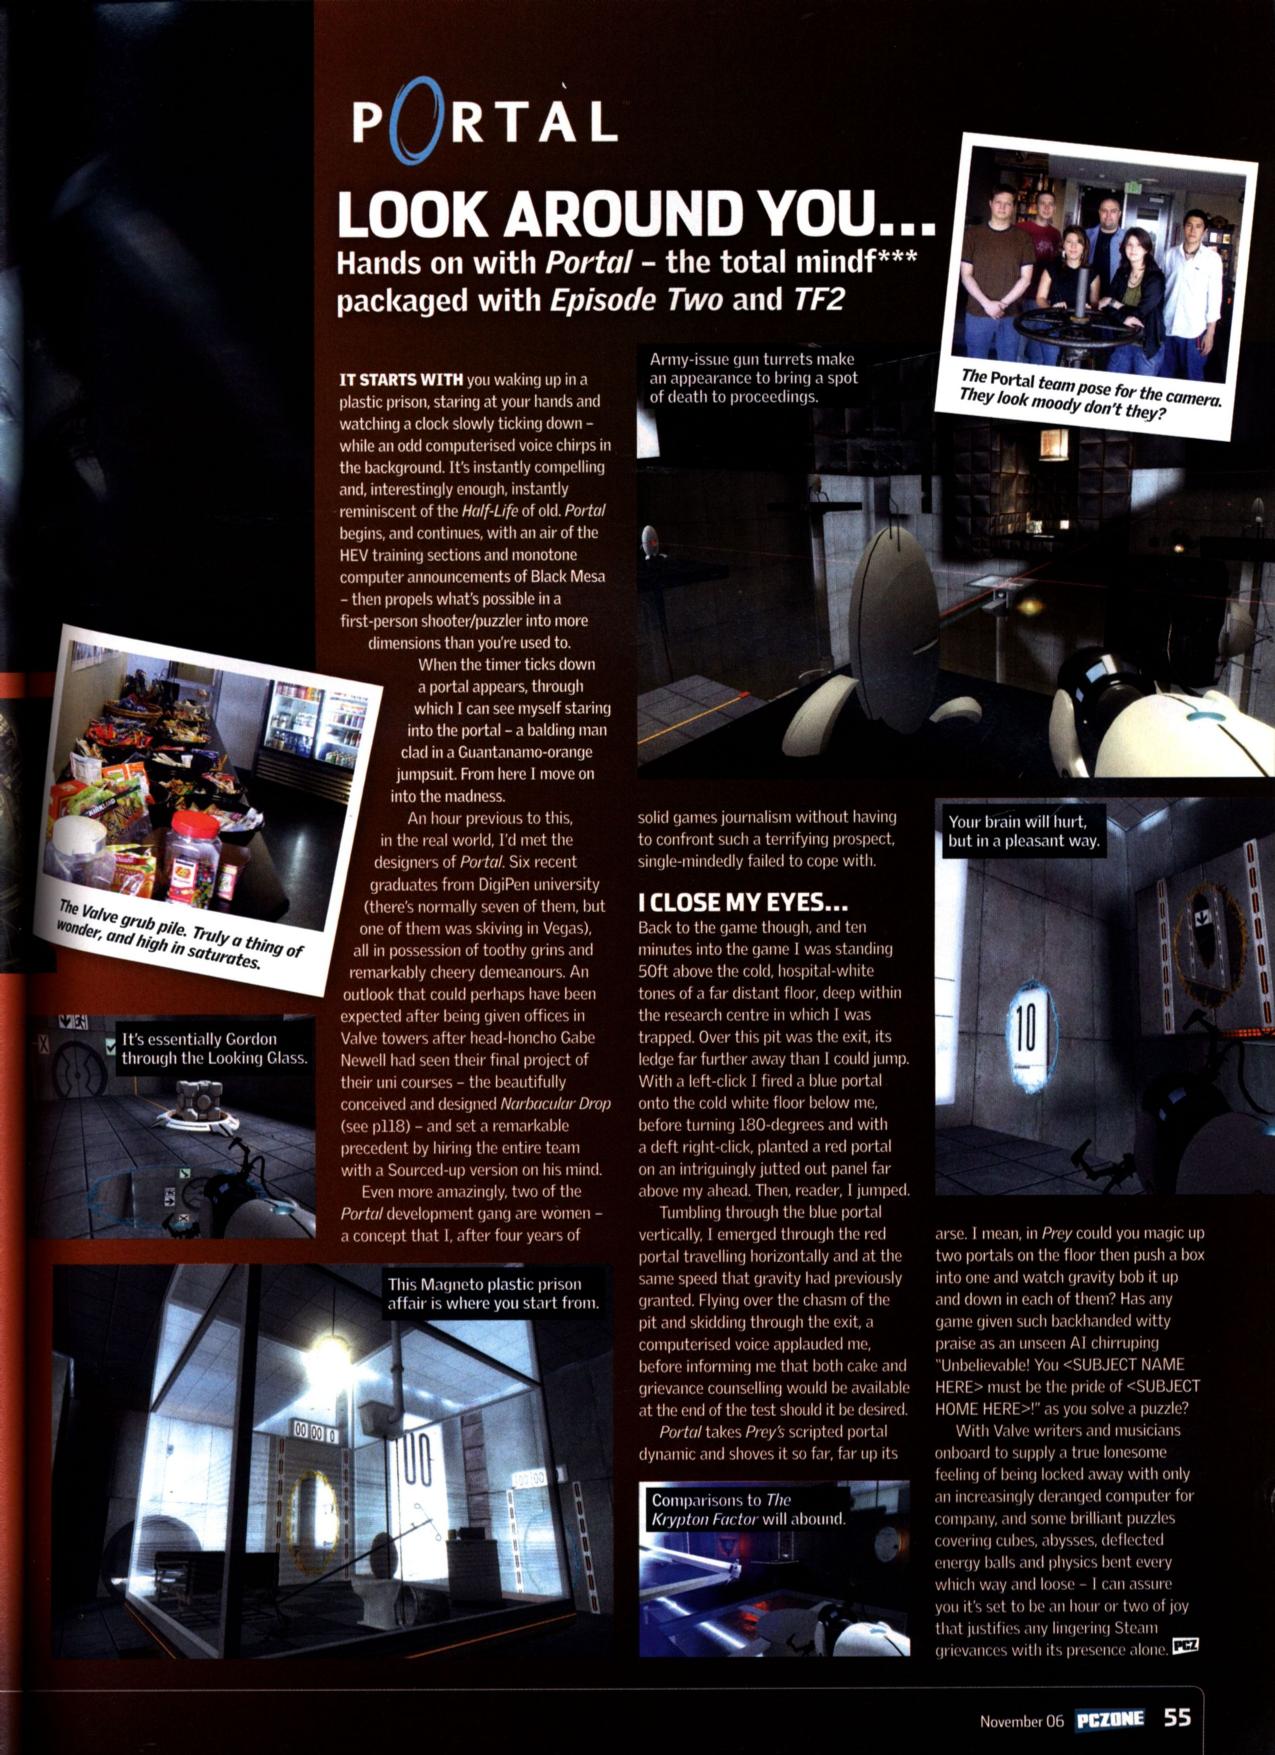 PORTAL
LOOK AROUND YOU...
Hands on with Portal – the total mindf***
packaged with Episode Two and TF2
The Portal team pose for the camera.
They look moody don't they?
Army-issue gun turrets make
an appearance to bring a spot
of death to proceedings.
IT STARTS WITH you waking up in a
plastic prison, staring at your hands and
watching a clock slowly ticking down –
while an odd computerised voice chirps in
the background. It's instantly compelling
and, interestingly enough, instantly
reminiscent of the Half-Life of old. Portal
begins, and continues, with an air of the
HEV training sections and monotone
computer announcements of Black Mesa
– then propels what's possible in a
first-person shooter/puzzler into more
dimensions than you're used to.
When the timer ticks down
a portal appears, through
which I can see myself staring
into the portal – a balding man
clad in a Guantanamo-orange
jumpsuit. From here I move on
into the madness.
An hour previous to this,
in the real world, I'd met the
designers of Portal. Six recent
graduates from DigiPen university
(there's normally seven of them, but
one of them was skiving in Vegas),
all in possession of toothy grins and
remarkably cheery demeanours. An
outlook that could perhaps have been
expected after being given offices in
Valve towers after head-honcho Gabe
Newell had seen their final project of
their uni courses – the beautifully
conceived and designed Narbacular Drop
(see p118) – and set a remarkable
precedent by hiring the entire team
with a Sourced-up version on his mind.
Even more amazingly, two of the
Portal development gang are women –
a concept that I, after four years of
The Valve grub pile. Truly a thing of
wonder, and high in saturates.
It's essentially Gordon
through the Looking Glass.
This Magneto plastic prison
affair is where you start from.
00 00 0
00
00:00
solid games journalism without having
to confront such a terrifying prospect,
single-mindedly failed to cope with.
I CLOSE MY EYES...
Back to the game though, and ten
minutes into the game I was standing
50ft above the cold, hospital-white
tones of a far distant floor, deep within
the research centre in which I was
trapped. Over this pit was the exit, its
ledge far further away than I could jump.
With a left-click I fired a blue portal
onto the cold white floor below me,
before turning 180-degrees and with
a deft right-click, planted a red portal
on an intriguingly jutted out panel far
above my ahead. Then, reader, I jumped.
Tumbling through the blue portal
vertically, I emerged through the red
portal travelling horizontally and at the
same speed that gravity had previously
granted. Flying over the chasm of the
pit and skidding through the exit, a
computerised voice applauded me,
before informing me that both cake and
grievance counselling would be available
at the end of the test should it be desired.
Portal takes Prey's scripted portal
dynamic and shoves it so far, far up its
Comparisons to The
Krypton Factor will abound.
Your brain will hurt,
but in a pleasant way.
10
arse. I mean, in Prey could you magic up
two portals on the floor then push a box
into one and watch gravity bob it up
and down in each of them? Has any
game given such backhanded witty
praise as an unseen AI chirruping
"Unbelievable! You <SUBJECT NAME
HERE> must be the pride of <SUBJECT
HOME HERE>!" as you solve a puzzle?
With Valve writers and musicians
onboard to supply a true lonesome
feeling of being locked away with only
an increasingly deranged computer for
company, and some brilliant puzzles
covering cubes, abysses, deflected
energy balls and physics bent every
which way and loose – I can assure
you it's set to be an hour or two of joy
that justifies any lingering Steam
grievances with its presence alone. PCZ
November 06 PCZONE 55